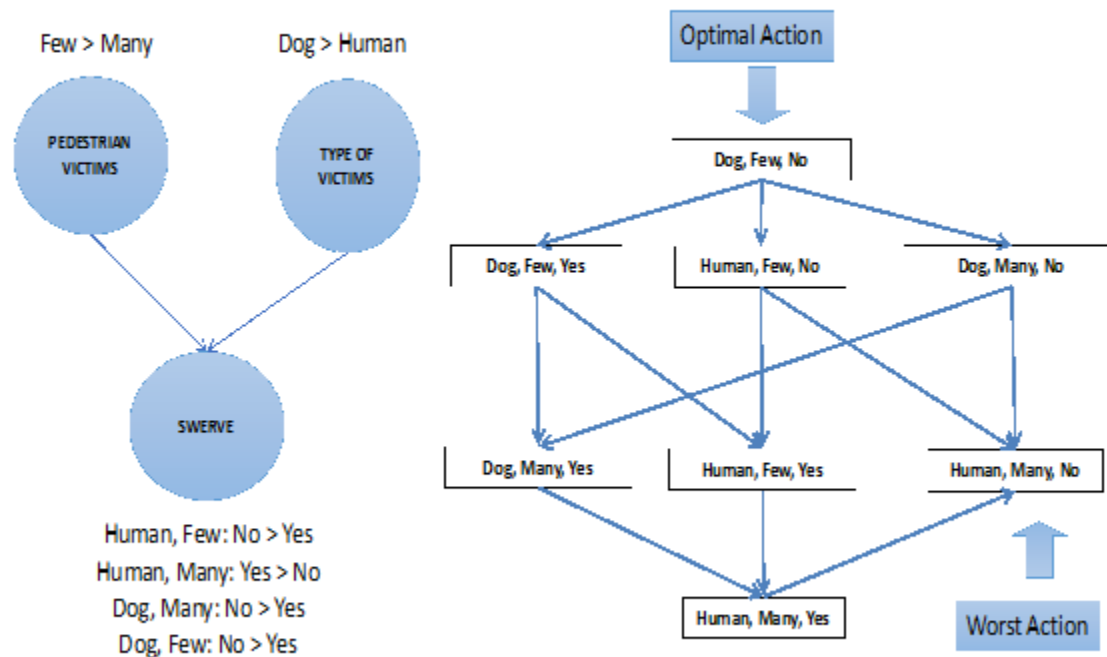 Few > Many
Dog > Human
PEDESTRIAN
VICTIMS
TYPE OF
VICTIMS
SWERVE
Human, Few: No > Yes
Human, Many: Yes > No
Dog, Many: No > Yes
Dog, Few: No > Yes
Optimal Action
Dog, Few, No
Dog, Few, Yes
Human, Few, No
Dog, Many, No
Dog, Many, Yes
Human, Few, Yes
Human, Many, No
Human, Many, Yes
Worst Action